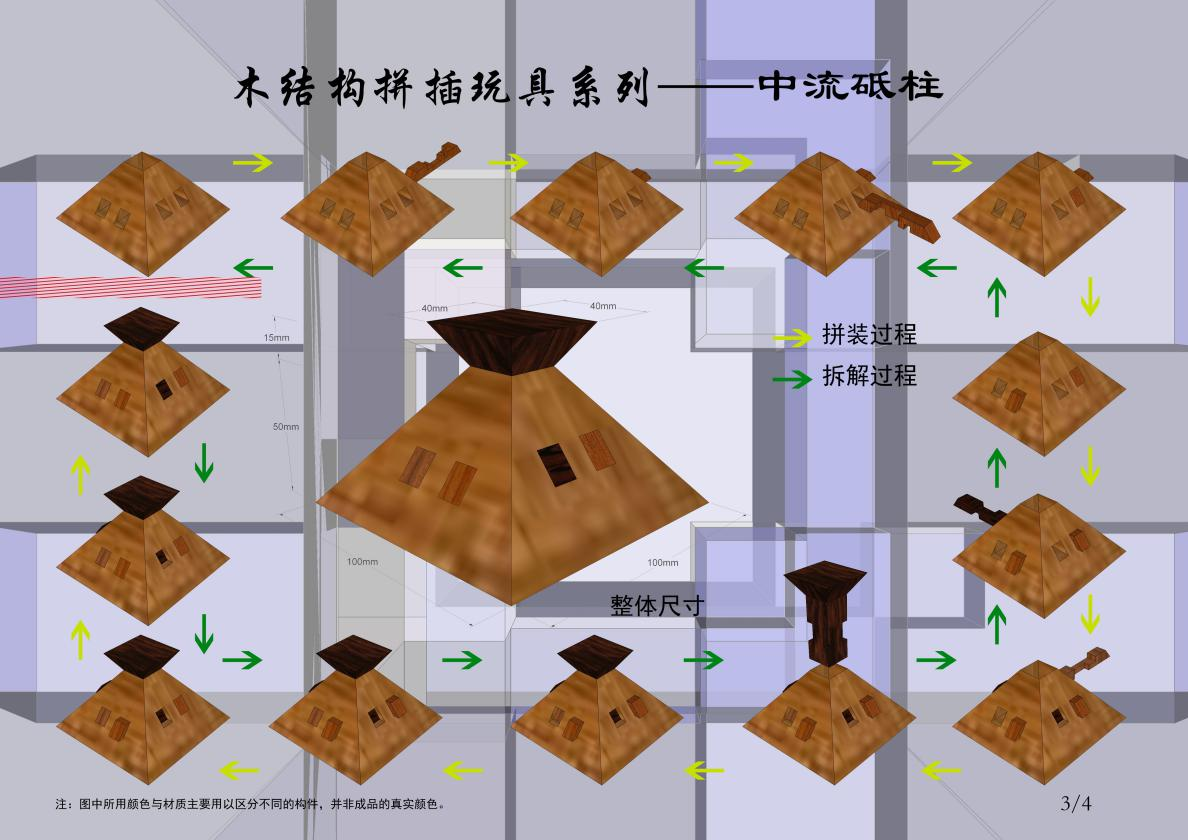 木结构拼插玩具系列——中流砥柱
40mm
40mm
15mm
拼装过程
拆解过程
50mm
100mm
100mm
整体尺寸
注：图中所用颜色与材质主要用以区分不同的构件，并非成品的真实颜色。
3/4